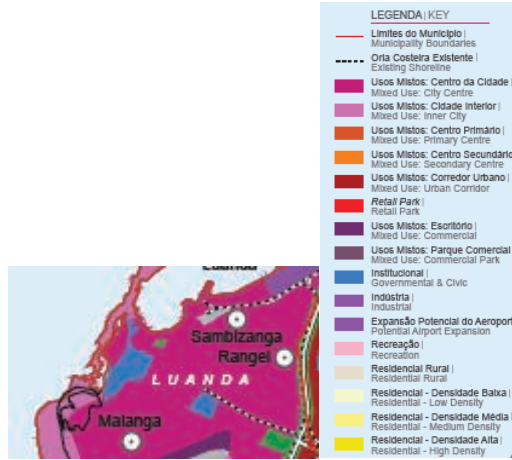 LEGENDA | KEY
Limites do Município |
Municipality Boundaries
Orla Costeira Existente |
Existing Shoreline
Usos Mistos: Centro da Cidade |
Mixed Use: City Centre
Usos Mistos: Cidade Interior |
Mixed Use: Inner City
Usos Mistos: Centro Primário |
Mixed Use: Primary Centre
Usos Mistos: Centro Secundário
Mixed Use: Secondary Centre
Usos Mistos: Corredor Urbano |
Mixed Use: Urban Corridor
Retail Park |
Retail Park
Usos Mistos: Escritório |
Mixed Use: Commercial
Usos Mistos: Parque Comercial
Mixed Use: Commercial Park
Institucional |
Governmental & Civic
Indústria |
Industrial
Expansão Potencial do Aeroport
Potential Airport Expansion
Recreação |
Recreation
Residencial Rural |
Residential Rural
Residencial - Densidade Baixa |
Residential - Low Density
Residencial - Densidade Média |
Residential - Medium Density
Residencial - Densidade Alta |
Residential - High Density
Luanda
Sambizanga
Rangel
LUANDA
Maianga